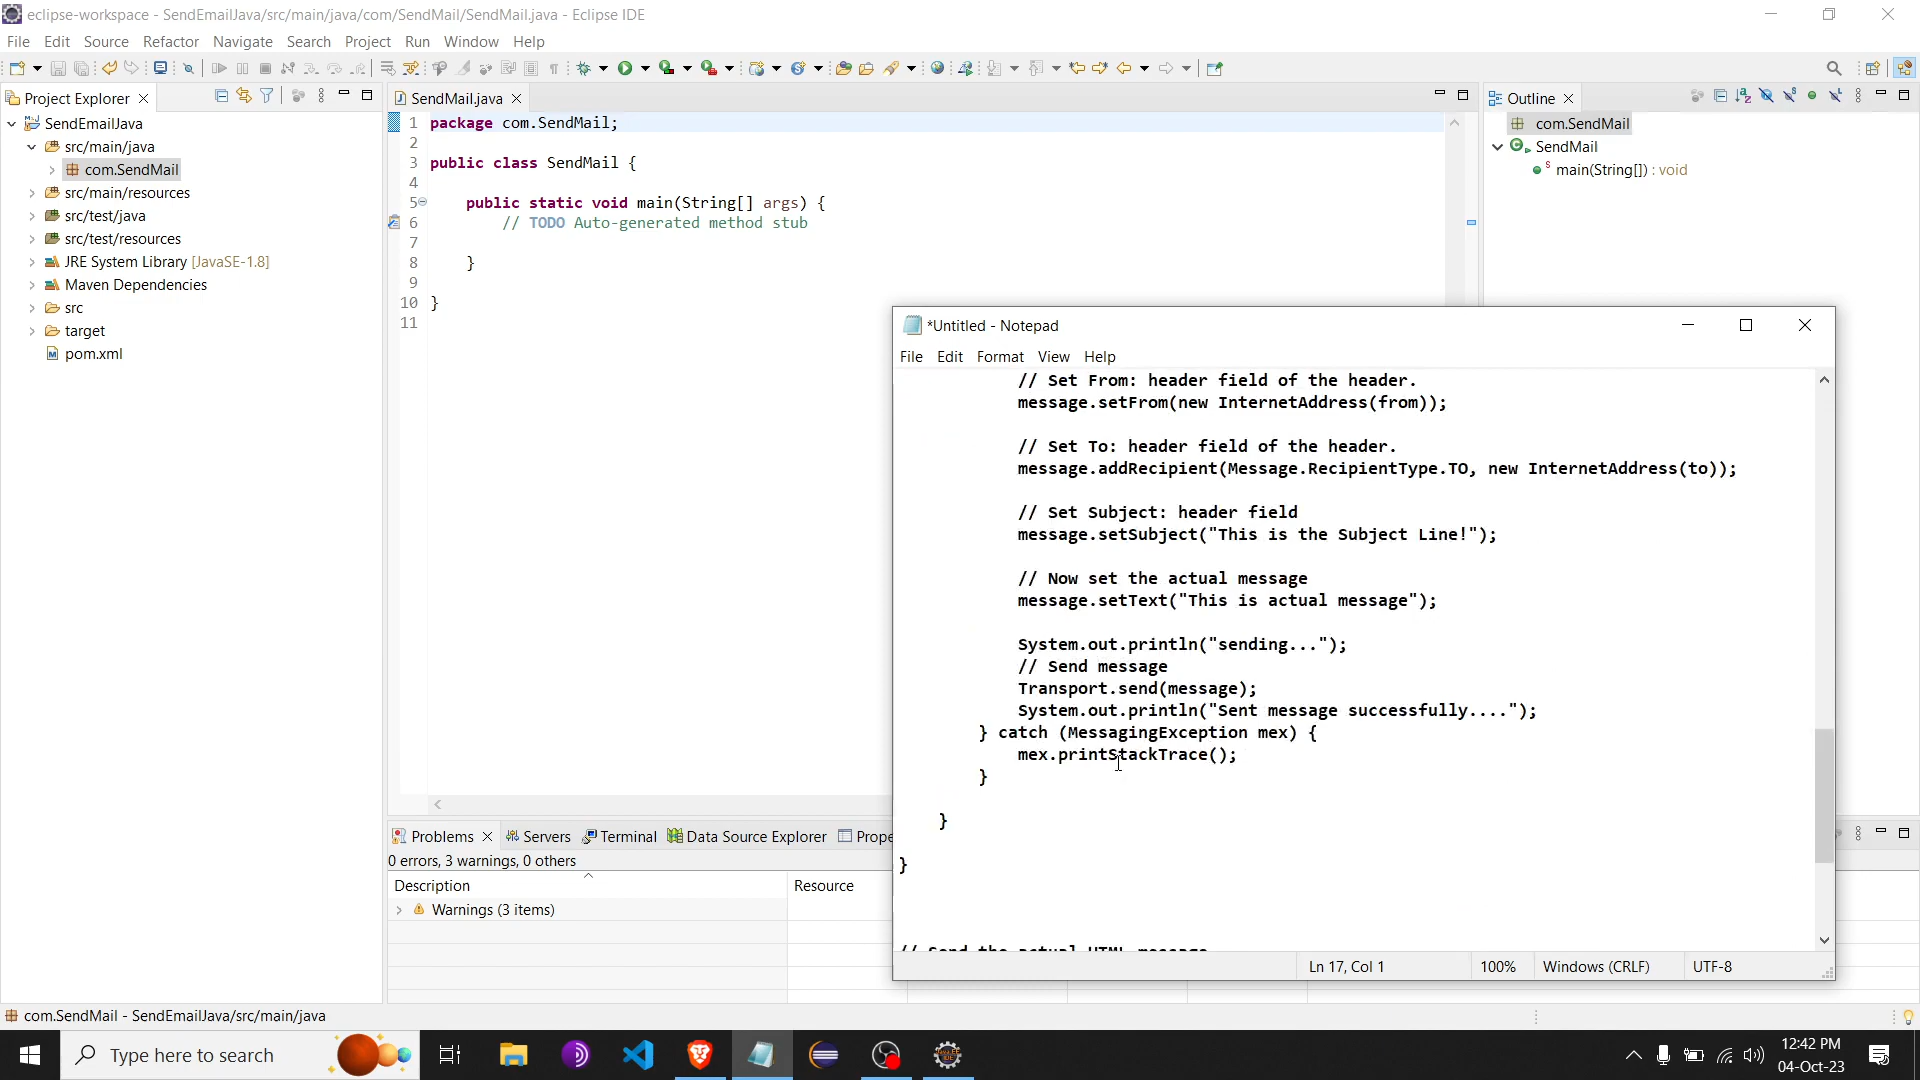 eclipse-workspace - SendEmailJava/src/main/java/com/SendMail/SendMail.java - Eclipse IDE
File Edit Source Refactor Navigate Search Project Run Window Help
Project Explorer
SendEmailJava
src/main/java
com.SendMail
src/main/resources
src/test/java
src/test/resources
JRE System Library [JavaSE-1.8]
Maven Dependencies
src
target
pom.xml
SendMail.java
1 package com.SendMail;
2
3 public class SendMail {
4
5 public static void main(String[] args) {
6 // TODO Auto-generated method stub
7
8 }
9
10 }
11
Outline
com.SendMail
SendMail
main(String[]) : void
*Untitled - Notepad
File Edit Format View Help
// Set From: header field of the header.
message.setFrom(new InternetAddress(from));
// Set To: header field of the header.
message.addRecipient(Message.RecipientType.TO, new InternetAddress(to));
// Set Subject: header field
message.setSubject("This is the Subject Line!");
// Now set the actual message
message.setText("This is actual message");
System.out.println("sending...");
// Send message
Transport.send(message);
System.out.println("Sent message successfully....");
} catch (MessagingException mex) {
mex.printStackTrace();
}
}
}
// Send the actual HTML message
Ln 17, Col 1 100% Windows (CRLF) UTF-8
Problems Servers Terminal Data Source Explorer Prope
0 errors, 3 warnings, 0 others
Description Resource
Warnings (3 items)
com.SendMail - SendEmailJava/src/main/java
Type here to search
12:42 PM
04-Oct-23